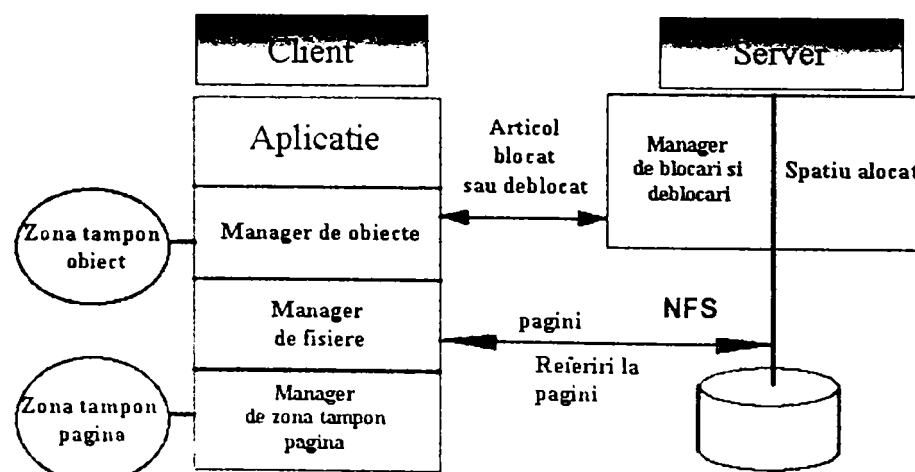 Client
Server
Aplicatie
Articol
blocat
sau deblocat
Manager
de blocari si
deblocari
Spatiu alocat
Zona tampon
obiect
Manager de obiecte
Manager
de fisiere
pagini
NFS
Referiri la
pagini
Zona tampon
pagina
Manager
de zona tampon
pagina